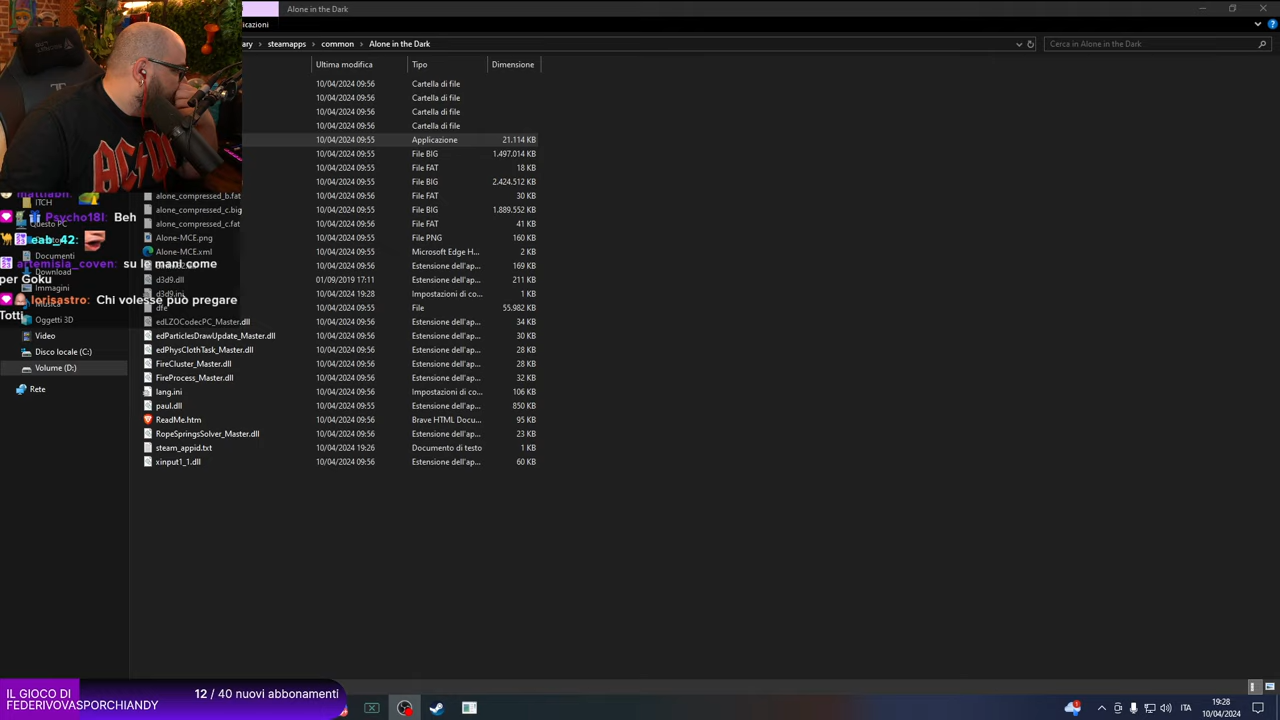 Alone in the Dark
icazioni
ary > steamapps > common > Alone in the Dark
Cerca in Alone in the Dark
Ultima modifica Tipo Dimensione
10/04/2024 09:56 Cartella di file
10/04/2024 09:56 Cartella di file
10/04/2024 09:56 Cartella di file
10/04/2024 09:56 Cartella di file
10/04/2024 09:55 Applicazione 21.114 KB
10/04/2024 09:55 File BIG 1.497.014 KB
10/04/2024 09:55 File FAT 18 KB
10/04/2024 09:55 File BIG 2.424.512 KB
alone_compressed_b.fat 10/04/2024 09:56 File FAT 30 KB
alone_compressed_c.big 10/04/2024 09:55 File BIG 1.889.552 KB
alone_compressed_c.fat 10/04/2024 09:56 File FAT 41 KB
Alone-MCE.png 10/04/2024 09:55 File PNG 160 KB
Alone-MCE.xml 10/04/2024 09:55 Microsoft Edge H... 2 KB
10/04/2024 09:56 Estensione dell'ap... 169 KB
d3d9.dll 01/09/2019 17:11 Estensione dell'ap... 211 KB
d3d9.ini 10/04/2024 19:28 Impostazioni di co... 1 KB
dfe 10/04/2024 09:55 File 55.982 KB
edLZOCodecPC_Master.dll 10/04/2024 09:56 Estensione dell'ap... 34 KB
edParticlesDrawUpdate_Master.dll 10/04/2024 09:56 Estensione dell'ap... 30 KB
edPhysClothTask_Master.dll 10/04/2024 09:56 Estensione dell'ap... 28 KB
FireCluster_Master.dll 10/04/2024 09:56 Estensione dell'ap... 28 KB
FireProcess_Master.dll 10/04/2024 09:55 Estensione dell'ap... 32 KB
lang.ini 10/04/2024 09:56 Impostazioni di co... 106 KB
paul.dll 10/04/2024 09:55 Estensione dell'ap... 850 KB
ReadMe.htm 10/04/2024 09:56 Brave HTML Docu... 95 KB
RopeSpringsSolver_Master.dll 10/04/2024 09:56 Estensione dell'ap... 23 KB
steam_appid.txt 10/04/2024 19:26 Documento di testo 1 KB
xinput1_1.dll 10/04/2024 09:56 Estensione dell'ap... 60 KB
ITCH
Questo PC
Documenti
Download
Immagini
Oggetti 3D
Video
Disco locale (C:)
Volume (D:)
Rete
Psycho18l: Beh
eab_42:
artemisia_coven: su le mani come
per Goku
lorisastro: Chi volesse può pregare
Totti
AC DC
IL GIOCO DI
FEDERIVOVASPORCHIANDY
12 / 40 nuovi abbonamenti
ITA
19:28
10/04/2024